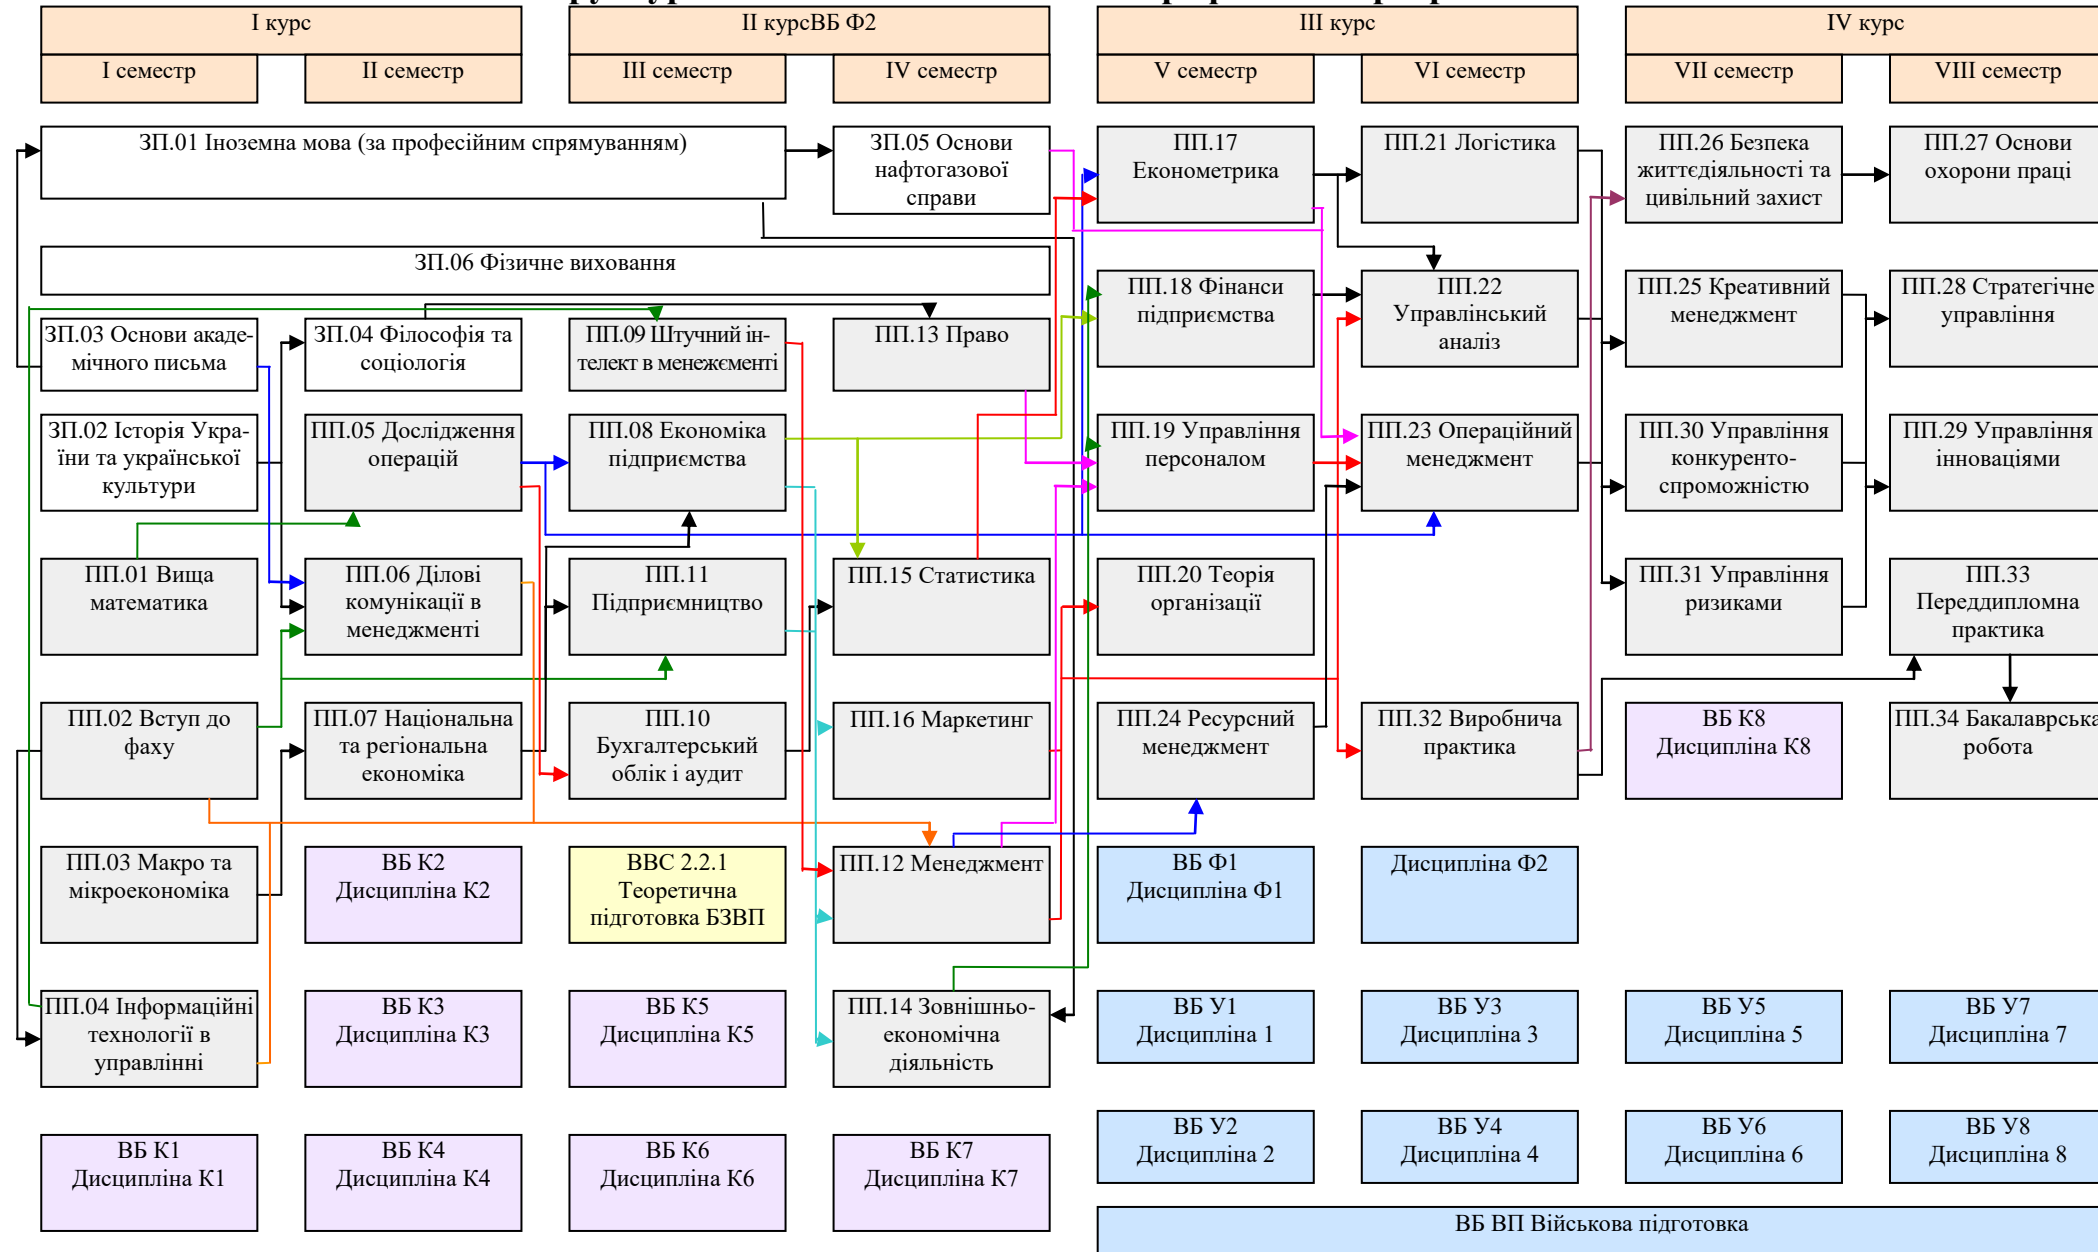 I курс
II курсВБ Ф2
III курс
IV курс
I семестр
II семестр
III семестр
IV семестр
V семестр
VI семестр
VII семестр
VIII семестр
ЗП.01 Іноземна мова (за професійним спрямуванням)
ЗП.05 Основи
нафтогазової
справи
ПП.17
Економетрика
ПП.21 Логістика
ПП.26 Безпека
життєдіяльності та
цивільний захист
ПП.27 Основи
охорони праці
ЗП.06 Фізичне виховання
ПП.18 Фінанси
підприємства
ПП.22
Управлінський
аналіз
ПП.25 Креативний
менеджмент
ПП.28 Стратегічне
управління
ЗП.03 Основи акаде-
мічного письма
ЗП.04 Філософія та
соціологія
ПП.09 Штучний ін-
телект в менежєменті
ПП.13 Право
ЗП.02 Історія Укра-
їни та української
культури
ПП.05 Дослідження
операцій
ПП.08 Економіка
підприємства
ПП.19 Управління
персоналом
ПП.23 Операційний
менеджмент
ПП.30 Управління
конкуренто-
спроможністю
ПП.29 Управління
інноваціями
ПП.01 Вища
математика
ПП.06 Ділові
комунікації в
менеджменті
ПП.11
Підприємництво
ПП.15 Статистика
ПП.20 Теорія
організації
ПП.31 Управління
ризиками
ПП.33
Переддипломна
практика
ПП.02 Вступ до
фаху
ПП.07 Національна
та регіональна
економіка
ПП.10
Бухгалтерський
облік і аудит
ПП.16 Маркетинг
ПП.24 Ресурсний
менеджмент
ПП.32 Виробнича
практика
ВБ К8
Дисципліна К8
ПП.34 Бакалаврська
робота
ПП.03 Макро та
мікроекономіка
ВБ К2
Дисципліна К2
ВВС 2.2.1
Теоретична
підготовка БЗВП
ПП.12 Менеджмент
ВБ Ф1
Дисципліна Ф1
Дисципліна Ф2
ПП.04 Інформаційні
технології в
управлінні
ВБ К3
Дисципліна К3
ВБ К5
Дисципліна К5
ПП.14 Зовнішньо-
економічна
діяльність
ВБ У1
Дисципліна 1
ВБ У3
Дисципліна 3
ВБ У5
Дисципліна 5
ВБ У7
Дисципліна 7
ВБ К1
Дисципліна К1
ВБ К4
Дисципліна К4
ВБ К6
Дисципліна К6
ВБ К7
Дисципліна К7
ВБ У2
Дисципліна 2
ВБ У4
Дисципліна 4
ВБ У6
Дисципліна 6
ВБ У8
Дисципліна 8
ВБ ВП Військова підготовка